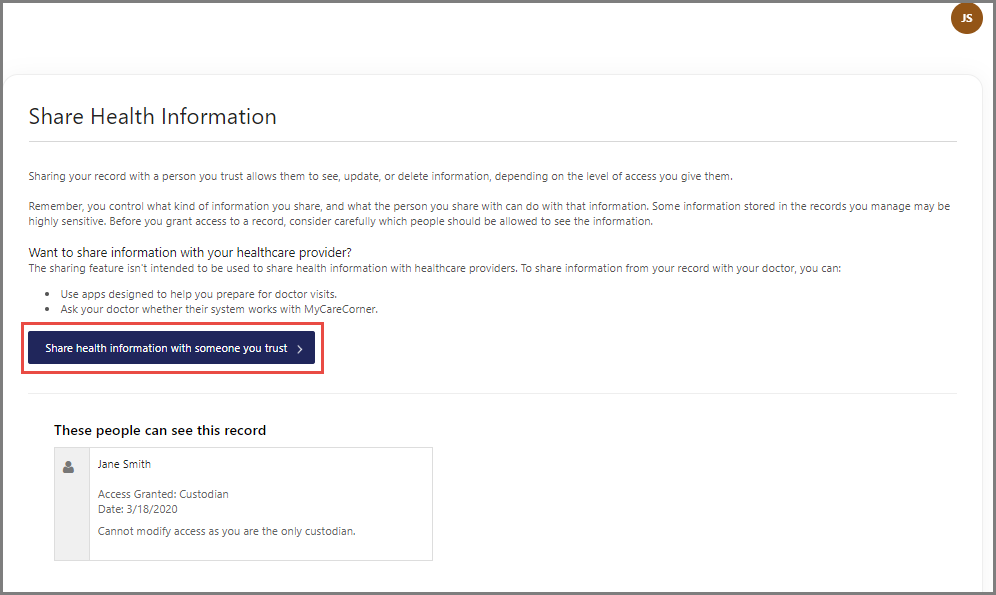 JS
Share Health Information
Sharing your record with a person you trust allows them to see, update, or delete information, depending on the level of access you give them.
Remember, you control what kind of information you share, and what the person you share with can do with that information. Some information stored in the records you manage may be
highly sensitive. Before you grant access to a record, consider carefully which people should be allowed to see the information.
Want to share information with your healthcare provider?
The sharing feature isn't intended to be used to share health information with healthcare providers. To share information from your record with your doctor, you can:
• Use apps designed to help you prepare for doctor visits.
• Ask your doctor whether their system works with MyCareCorner.
Share health information with someone you trust
These people can see this record
Jane Smith
Access Granted: Custodian
Date: 3/18/2020
Cannot modify access as you are the only custodian.